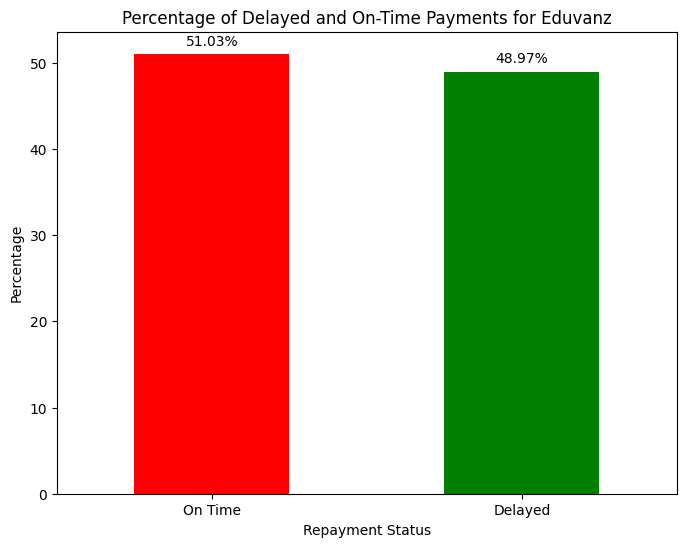 Percentage of Delayed and On-Time Payments for Eduvanz
51.03%
48.97%
50
40
30
20
10
0
Percentage
On Time
Delayed
Repayment Status